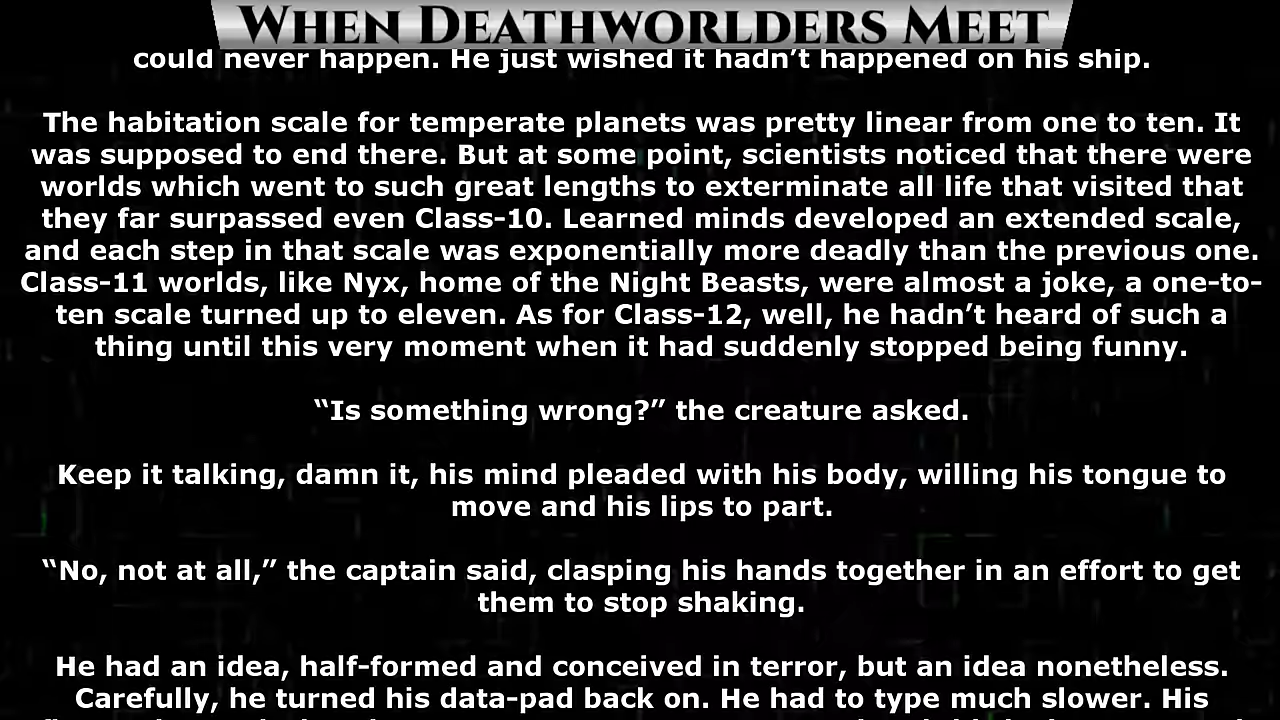 WHEN DEATHWORLDERS MEET
could never happen. He just wished it hadn’t happened on his ship.
The habitation scale for temperate planets was pretty linear from one to ten. It
was supposed to end there. But at some point, scientists noticed that there were
worlds which went to such great lengths to exterminate all life that visited that
they far surpassed even Class-10. Learned minds developed an extended scale,
and each step in that scale was exponentially more deadly than the previous one.
Class-11 worlds, like Nyx, home of the Night Beasts, were almost a joke, a one-to-
ten scale turned up to eleven. As for Class-12, well, he hadn’t heard of such a
thing until this very moment when it had suddenly stopped being funny.
“Is something wrong?” the creature asked.
Keep it talking, damn it, his mind pleaded with his body, willing his tongue to
move and his lips to part.
“No, not at all,” the captain said, clasping his hands together in an effort to get
them to stop shaking.
He had an idea, half-formed and conceived in terror, but an idea nonetheless.
Carefully, he turned his data-pad back on. He had to type much slower. His